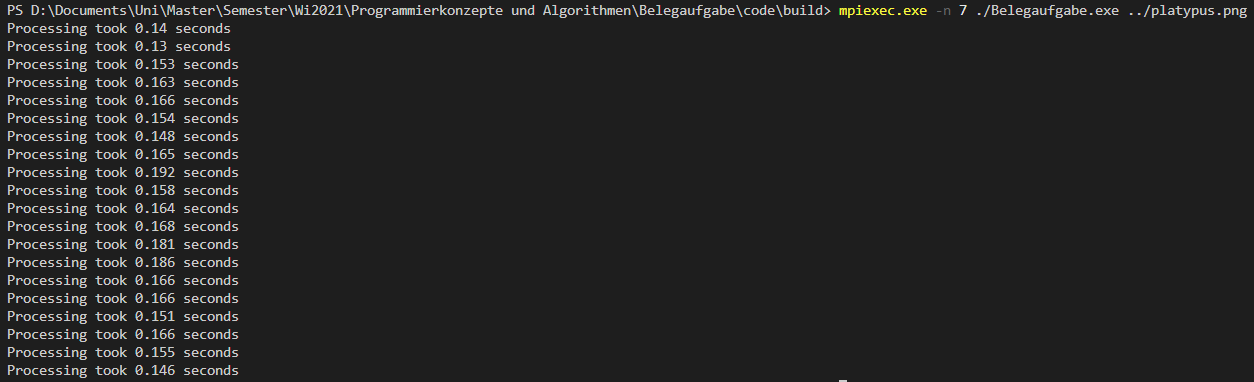 PS D:\Documents\Uni\Master\Semester\Wi2021\Programmierkonzepte und Algorithmen\Belegaufgabe\code\build> mpiexec.exe -n 7 ./Belegaufgabe.exe ../platypus.png
Processing took 0.14 seconds
Processing took 0.13 seconds
Processing took 0.153 seconds
Processing took 0.163 seconds
Processing took 0.166 seconds
Processing took 0.154 seconds
Processing took 0.148 seconds
Processing took 0.165 seconds
Processing took 0.192 seconds
Processing took 0.158 seconds
Processing took 0.164 seconds
Processing took 0.168 seconds
Processing took 0.181 seconds
Processing took 0.186 seconds
Processing took 0.166 seconds
Processing took 0.166 seconds
Processing took 0.151 seconds
Processing took 0.166 seconds
Processing took 0.155 seconds
Processing took 0.146 seconds